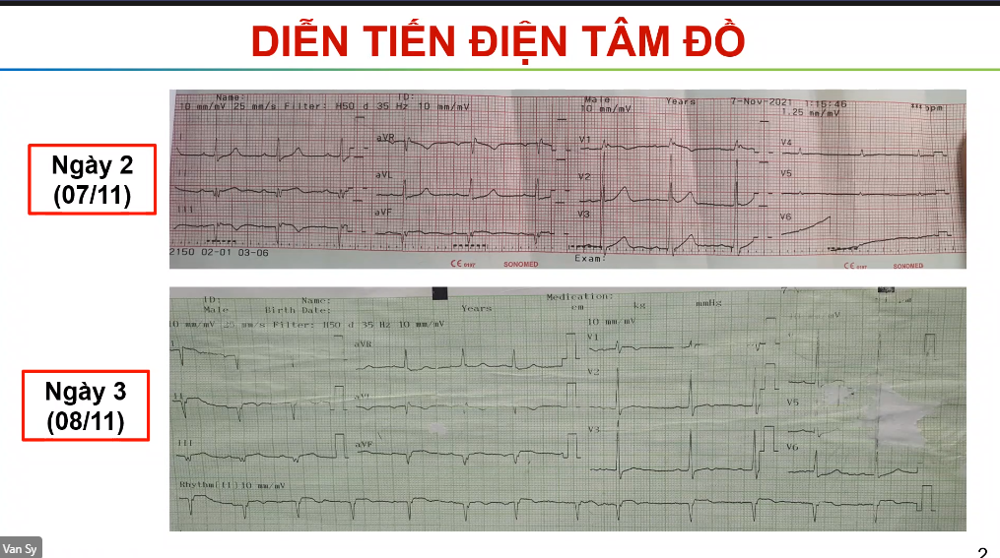 DIỄN TIẾN ĐIỆN TÂM ĐỒ
Ngày 2
(07/11)
Name: ID: Male Years 7-Nov-2021 1:15:46
10 mm/mV 25 mm/s Filter: H50 d 35 Hz 10 mm/mV 10 mm/mV 1.25 mm/mV
I aVR V1 V4
II aVL V2 V5
III aVF V3 V6
2150 02-01 03-06 Exam:
CE 0197 SONOMED CE 0197 SONOMED
Ngày 3
(08/11)
ID: Name: Medication:
Male Birth Date: Years cm kg mmHg
10 mm/mV 25 mm/s Filter: H50 d 35 Hz 10 mm/mV 10 mm/mV
aVR V1
II V2 V5
III aVF V3 V6
Rhythm[II]10 mm/mV
Van Sy
2